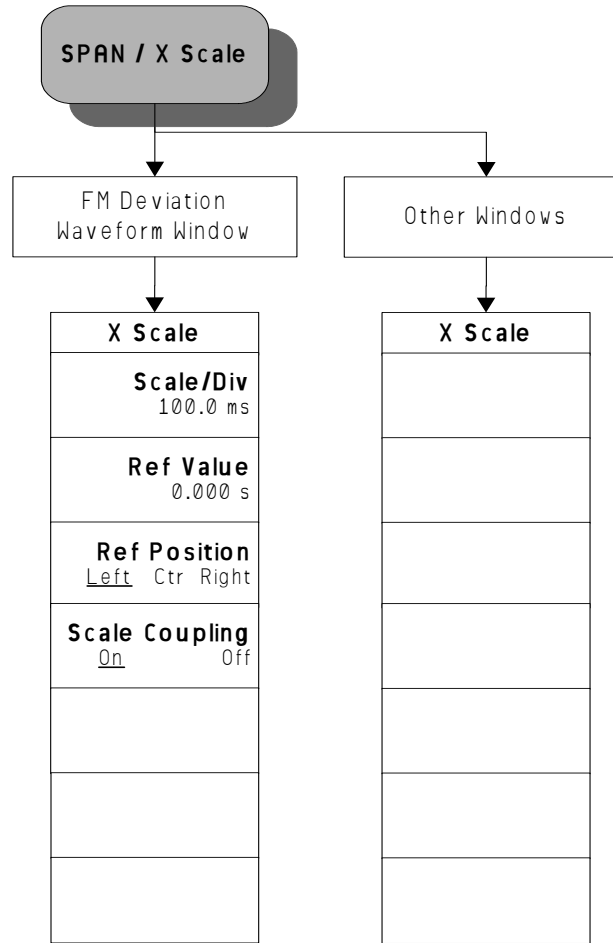 SPAN / X Scale
FM Deviation
Waveform Window
Other Windows
X Scale
Scale/Div
100.0 ms
Ref Value
0.000 s
Ref Position
Left Ctr Right
Scale Coupling
On Off
X Scale